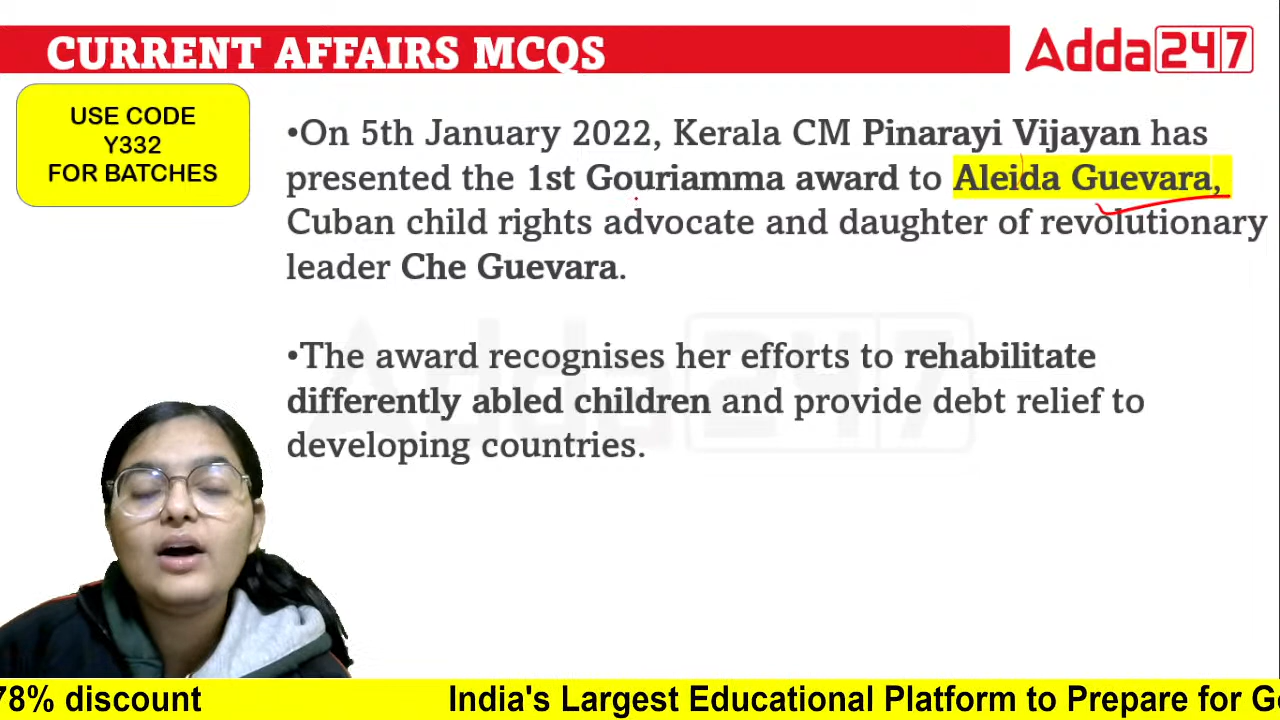 CURRENT AFFAIRS MCQS
Adda247
USE CODE
Y332
FOR BATCHES
•On 5th January 2022, Kerala CM Pinarayi Vijayan has
presented the 1st Gouriamma award to Aleida Guevara,
Cuban child rights advocate and daughter of revolutionary
leader Che Guevara.
•The award recognises her efforts to rehabilitate
differently abled children and provide debt relief to
developing countries.
Adda247
78% discount India's Largest Educational Platform to Prepare for G